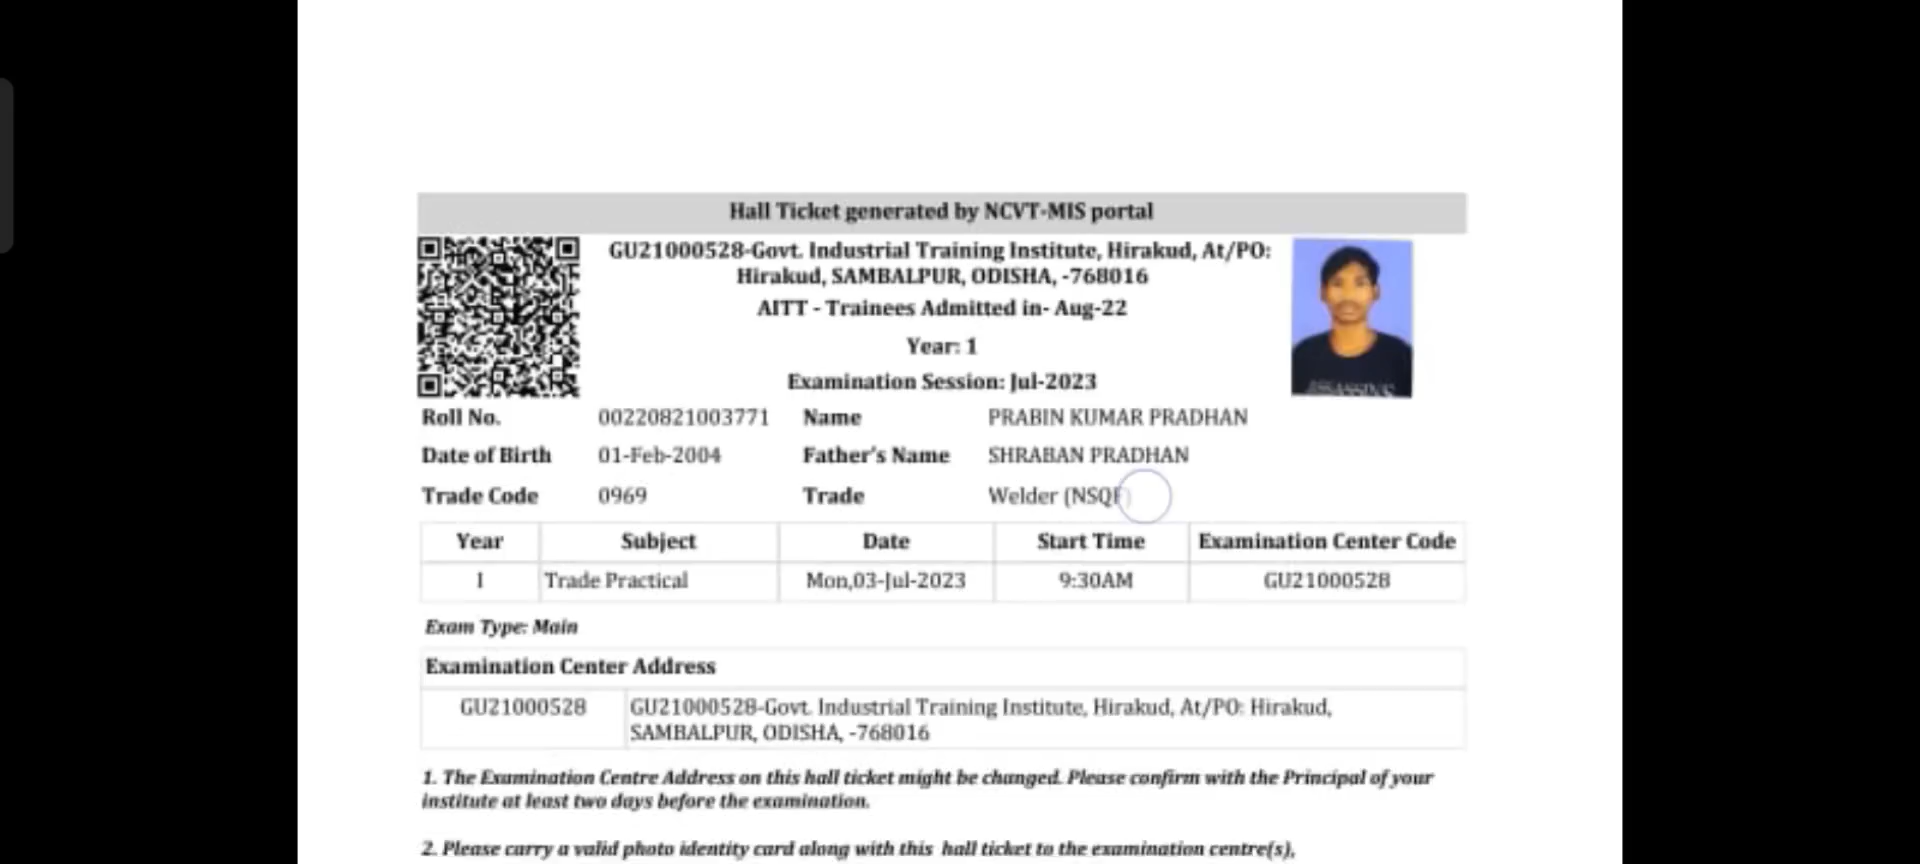 Hall Ticket generated by NCVT-MIS portal
GU21000528-Govt. Industrial Training Institute, Hirakud, At/PO:
Hirakud, SAMBALPUR, ODISHA, -768016
AITT - Trainees Admitted in- Aug-22
Year: 1
Examination Session: Jul-2023
Roll No. 00220821003771 Name PRABIN KUMAR PRADHAN
Date of Birth 01-Feb-2004 Father's Name SHRABAN PRADHAN
Trade Code 0969 Trade Welder (NSQF)
Year Subject Date Start Time Examination Center Code
1 Trade Practical Mon,03-Jul-2023 9:30AM GU21000528
Exam Type: Main
Examination Center Address
GU21000528 GU21000528-Govt. Industrial Training Institute, Hirakud, At/PO: Hirakud,
SAMBALPUR, ODISHA, -768016
1. The Examination Centre Address on this hall ticket might be changed. Please confirm with the Principal of your
institute at least two days before the examination.
2. Please carry a valid photo identity card along with this hall ticket to the examination centre(s),